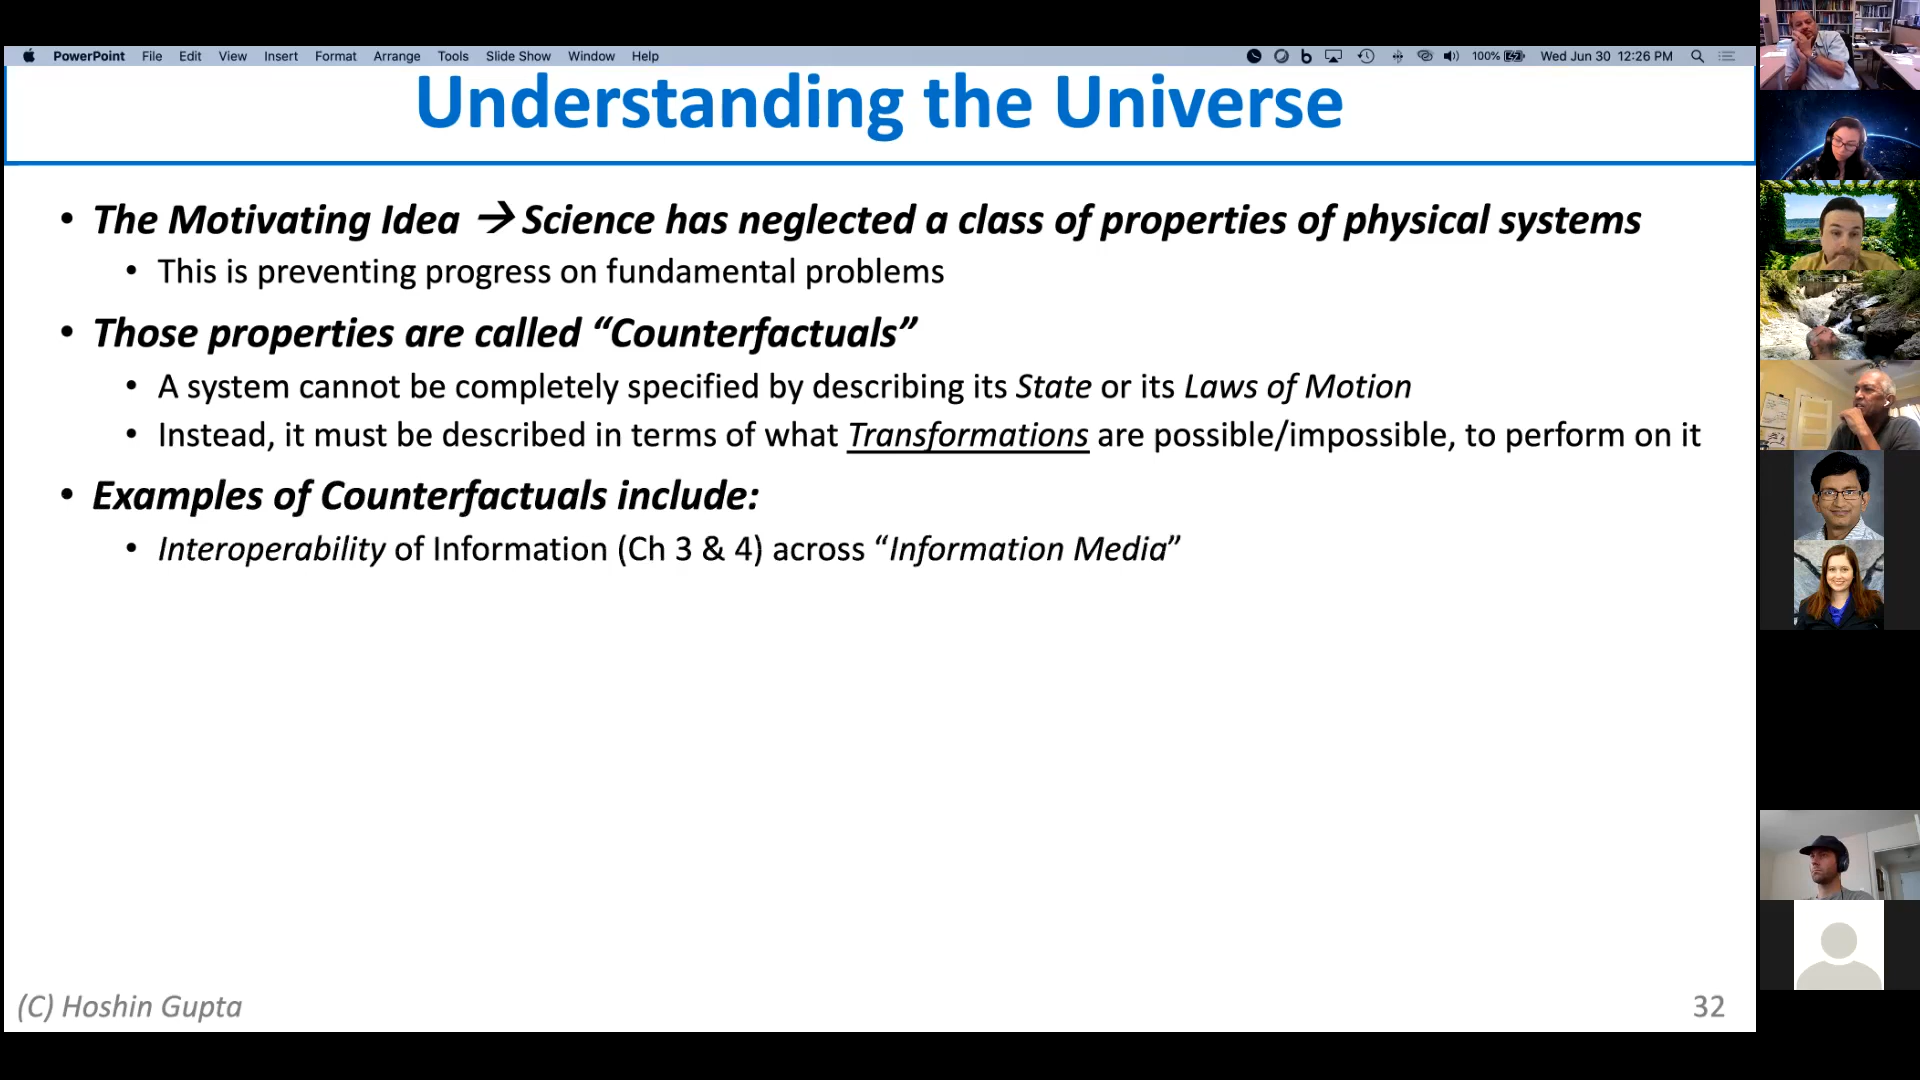 PowerPoint File Edit View Insert Format Arrange Tools Slide Show Window Help 100% Wed Jun 30 12:26 PM
Understanding the Universe
• The Motivating Idea → Science has neglected a class of properties of physical systems
• This is preventing progress on fundamental problems
• Those properties are called “Counterfactuals”
• A system cannot be completely specified by describing its State or its Laws of Motion
• Instead, it must be described in terms of what Transformations are possible/impossible, to perform on it
• Examples of Counterfactuals include:
• Interoperability of Information (Ch 3 & 4) across “Information Media”
(C) Hoshin Gupta
32